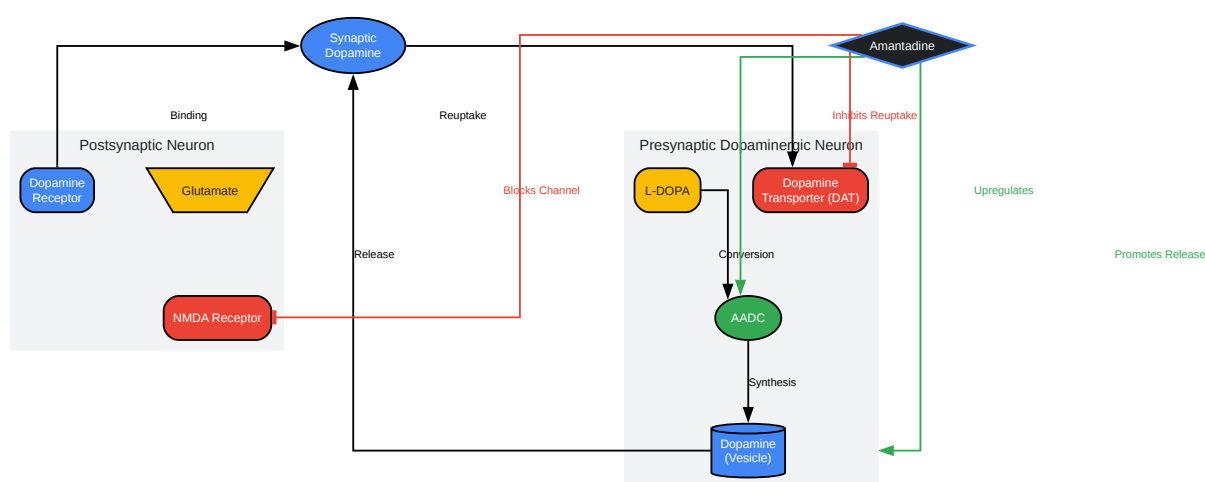 Synaptic
Dopamine
Amantadine
Binding
Reuptake
Inhibits Reuptake
Postsynaptic Neuron
Presynaptic Dopaminergic Neuron
Dopamine
Receptor
Glutamate
Blocks Channel
L-DOPA
Dopamine
Transporter (DAT)
Upregulates
Release
Conversion
Promotes Release
NMDA Receptor
AADC
Synthesis
Dopamine
(Vesicle)